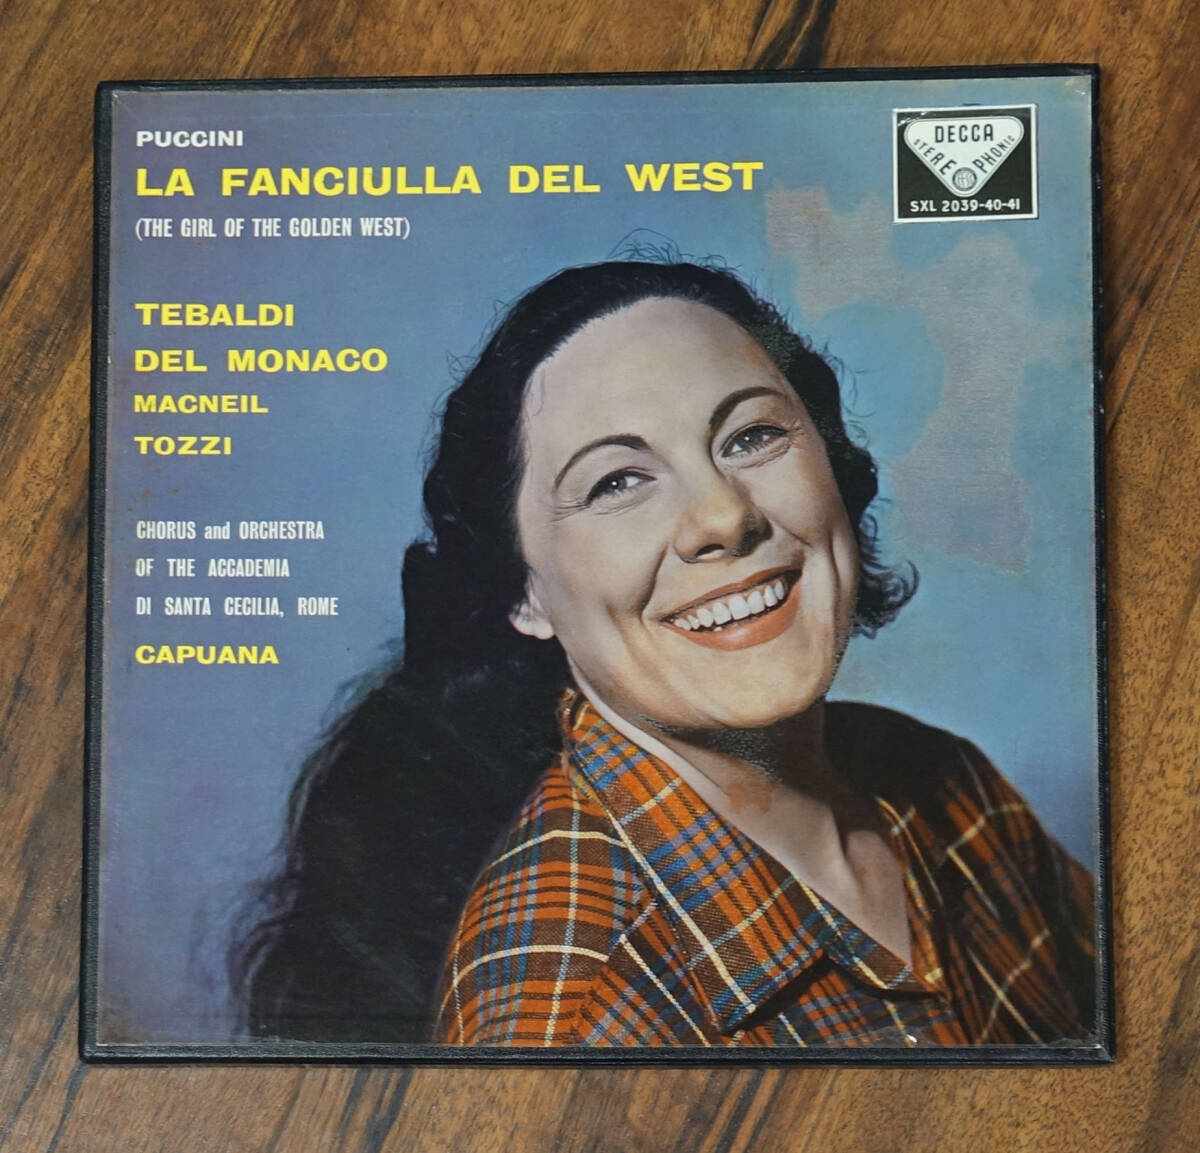 PUCCINI
LA FANCIULLA DEL WEST
(THE GIRL OF THE GOLDEN WEST)
TEBALDI
DEL MONACO
MACNEIL
TOZZI
CHORUS and ORCHESTRA
OF THE ACCADEMIA
DI SANTA CECILIA, ROME
CAPUANA
DECCA
STEREOPHONIC
SXL 2039-40-41